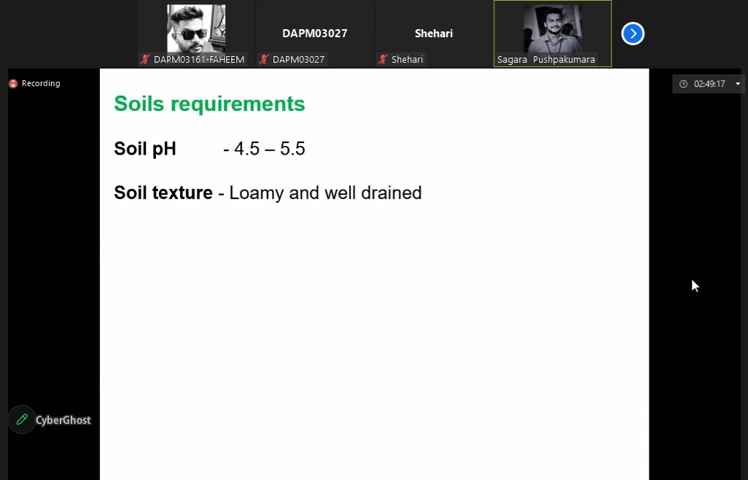 DAPM03027
Shehari
DAPM03161-FAHEEM
DAPM03027
Shehari
Sagara Pushpakumara
Recording
02:49:17
Soils requirements
Soil pH - 4.5 – 5.5
Soil texture - Loamy and well drained
CyberGhost